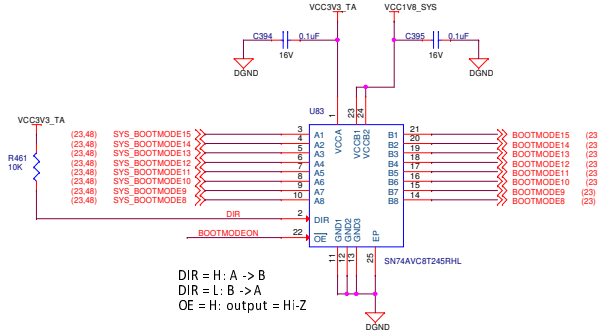 VCC3V3_TA
VCC1V8_SYS
C394
0.1uF
16V
DGND
C395
0.1uF
16V
DGND
U83
VCC3V3_TA
R461
10K
1
23
24
VCCA
VCCB1
VCCB2
(23,48) SYS_BOOTMODE15 3 A1 B1 21 BOOTMODE15 (23
(23,48) SYS_BOOTMODE14 4 A2 B2 20 BOOTMODE14 (23
(23,48) SYS_BOOTMODE13 5 A3 B3 19 BOOTMODE13 (23
(23,48) SYS_BOOTMODE12 6 A4 B4 18 BOOTMODE12 (23
(23,48) SYS_BOOTMODE11 7 A5 B5 17 BOOTMODE11 (23
(23,48) SYS_BOOTMODE10 8 A6 B6 16 BOOTMODE10 (23
(23,48) SYS_BOOTMODE9 9 A7 B7 15 BOOTMODE9 (23)
(23,48) SYS_BOOTMODE8 10 A8 B8 14 BOOTMODE8 (23)
DIR 2 DIR
BOOTMODEON 22 OE
GND1
GND2
GND3
EP
11
12
13
25
SN74AVC8T245RHL
DIR = H: A -> B
DIR = L: B -> A
OE = H: output = Hi-Z
DGND